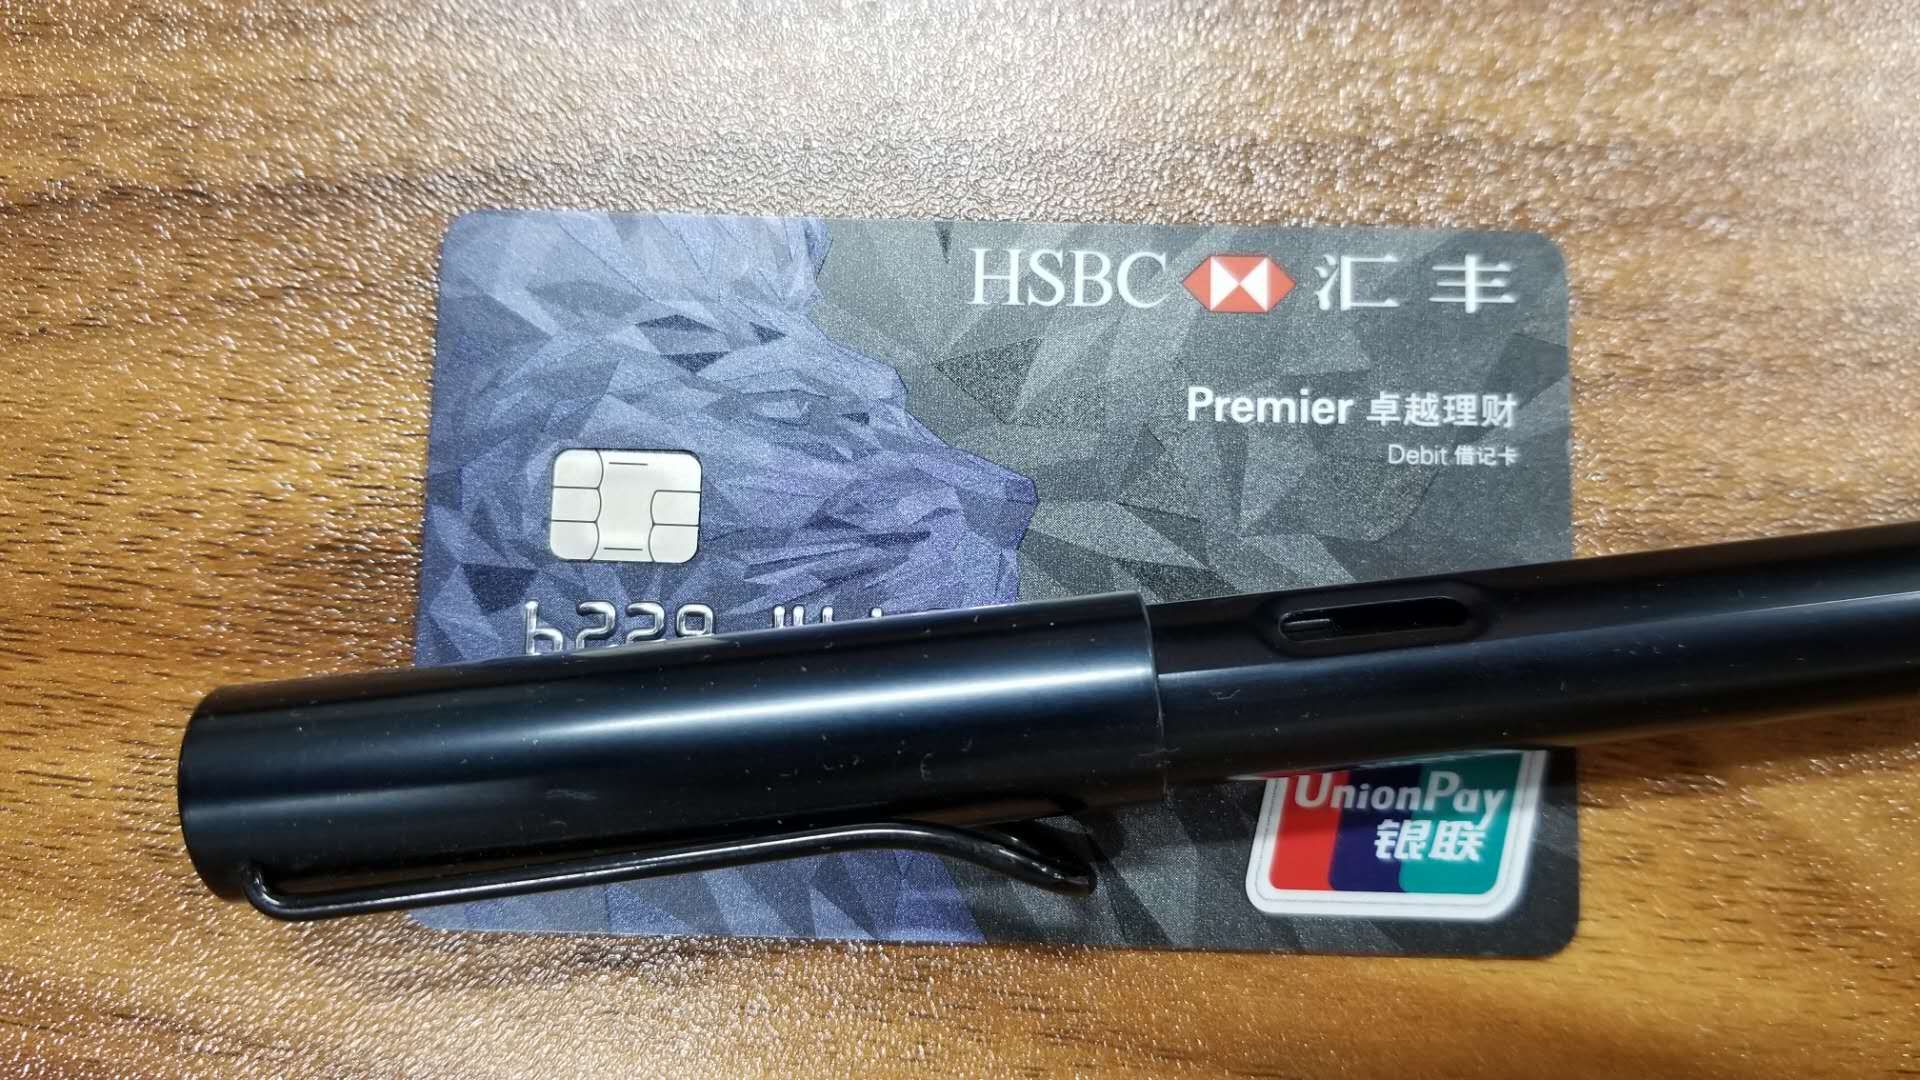 HSBC 汇丰
Premier 卓越理财
Debit 借记卡
UnionPay
银联